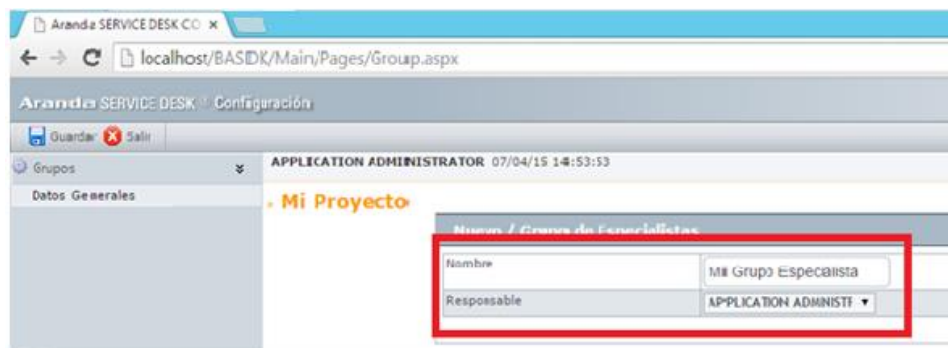 Aranda SERVICE DESK CO
localhost/BASDK/Main/Pages/Group.aspx
Aranda SERVICE DESK Configuración
Guardar Salir
Grupos
APPLICATION ADMINISTRATOR 07/04/15 14:53:53
Datos Generales
Mi Proyecto
Nuevo / Grupo de Especialistas
Nombre
Mi Grupo Especialista
Responsable
APPLICATION ADMINISTR